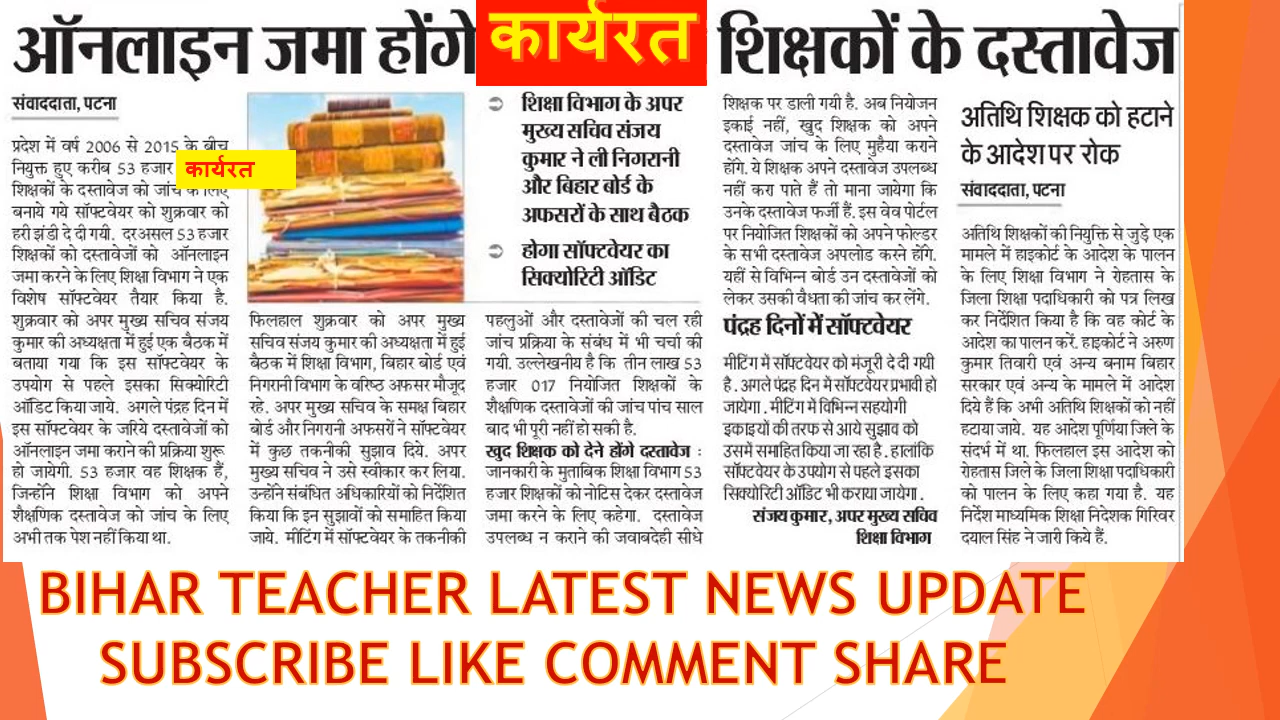 ऑनलाइन जमा होंगे कार्यरत शिक्षकों के दस्तावेज
संवाददाता, पटना
प्रदेश में वर्ष 2006 से 2015 के बीच
नियुक्त हुए करीब 53 हजार कार्यरत
शिक्षकों के दस्तावेज को जांच के लिए
बनाये गये सॉफ्टवेयर को शुक्रवार को
हरी झंडी दे दी गयी. दरअसल 53 हजार
शिक्षकों को दस्तावेजों को ऑनलाइन
जमा करने के लिए शिक्षा विभाग ने एक
विशेष सॉफ्टवेयर तैयार किया है.
शुक्रवार को अपर मुख्य सचिव संजय
कुमार की अध्यक्षता में हुई एक बैठक में
बताया गया कि इस सॉफ्टवेयर के
उपयोग से पहले इसका सिक्योरिटी
ऑडिट किया जाये. अगले पंद्रह दिन में
इस सॉफ्टवेयर के जरिये दस्तावेजों को
ऑनलाइन जमा कराने की प्रक्रिया शुरू
हो जायेगी. 53 हजार वह शिक्षक हैं,
जिन्होंने शिक्षा विभाग को अपने
शैक्षणिक दस्तावेज को जांच के लिए
अभी तक पेश नहीं किया था.
शिक्षा विभाग के अपर
मुख्य सचिव संजय
कुमार ने ली निगरानी
और बिहार बोर्ड के
अफसरों के साथ बैठक
होगा सॉफ्टवेयर का
सिक्योरिटी ऑडिट
फिलहाल शुक्रवार को अपर मुख्य
सचिव संजय कुमार की अध्यक्षता में हुई
बैठक में शिक्षा विभाग, बिहार बोर्ड एवं
निगरानी विभाग के वरिष्ठ अफसर मौजूद
रहे. अपर मुख्य सचिव के समक्ष बिहार
बोर्ड और निगरानी अफसरों ने सॉफ्टवेयर
में कुछ तकनीकी सुझाव दिये. अपर
मुख्य सचिव ने उसे स्वीकार कर लिया.
उन्होंने संबंधित अधिकारियों को निर्देशित
किया कि इन सुझावों को समाहित किया
जाये. मीटिंग में सॉफ्टवेयर के तकनीकी
पहलुओं और दस्तावेजों की चल रही
जांच प्रक्रिया के संबंध में भी चर्चा की
गयी. उल्लेखनीय है कि तीन लाख 53
हजार 017 नियोजित शिक्षकों के
शैक्षणिक दस्तावेजों की जांच पांच साल
बाद भी पूरी नहीं हो सकी है.
खुद शिक्षक को देने होंगे दस्तावेज :
जानकारी के मुताबिक शिक्षा विभाग 53
हजार शिक्षकों को नोटिस देकर दस्तावेज
जमा करने के लिए कहेगा. दस्तावेज
उपलब्ध न कराने की जवाबदेही सीधे
शिक्षक पर डाली गयी है. अब नियोजन
इकाई नहीं, खुद शिक्षक को अपने
दस्तावेज जांच के लिए मुहैया कराने
होंगे. ये शिक्षक अपने दस्तावेज उपलब्ध
नहीं करा पाते हैं तो माना जायेगा कि
उनके दस्तावेज फर्जी हैं. इस वेव पोर्टल
पर नियोजित शिक्षकों को अपने फोल्डर
के सभी दस्तावेज अपलोड करने होंगे.
यहीं से विभिन्न बोर्ड उन दस्तावेजों को
लेकर उसकी वैधता की जांच कर लेंगे.
पंद्रह दिनों में सॉफ्टवेयर
मीटिंग में सॉफ्टवेयर को मंजूरी दे दी गयी
है . अगले पंद्रह दिन में सॉफ्टवेयर प्रभावी हो
जायेगा . मीटिंग में विभिन्न सहयोगी
इकाइयों की तरफ से आये सुझाव को
उसमें समाहित किया जा रहा है . हालांकि
सॉफ्टवेयर के उपयोग से पहले इसका
सिक्योरिटी ऑडिट भी कराया जायेगा .
संजय कुमार, अपर मुख्य सचिव
शिक्षा विभाग
अतिथि शिक्षक को हटाने
के आदेश पर रोक
संवाददाता, पटना
अतिथि शिक्षकों की नियुक्ति से जुड़े एक
मामले में हाइकोर्ट के आदेश के पालन
के लिए शिक्षा विभाग ने रोहतास के
जिला शिक्षा पदाधिकारी को पत्र लिख
कर निर्देशित किया है कि वह कोर्ट के
आदेश का पालन करें. हाइकोर्ट ने अरुण
कुमार तिवारी एवं अन्य बनाम बिहार
सरकार एवं अन्य के मामले में आदेश
दिये हैं कि अभी अतिथि शिक्षकों को नहीं
हटाया जाये. यह आदेश पूर्णिया जिले के
संदर्भ में था. फिलहाल इस आदेश को
रोहतास जिले के जिला शिक्षा पदाधिकारी
को पालन के लिए कहा गया है. यह
निर्देश माध्यमिक शिक्षा निदेशक गिरिवर
दयाल सिंह ने जारी किये हैं.
BIHAR TEACHER LATEST NEWS UPDATE
SUBSCRIBE LIKE COMMENT SHARE